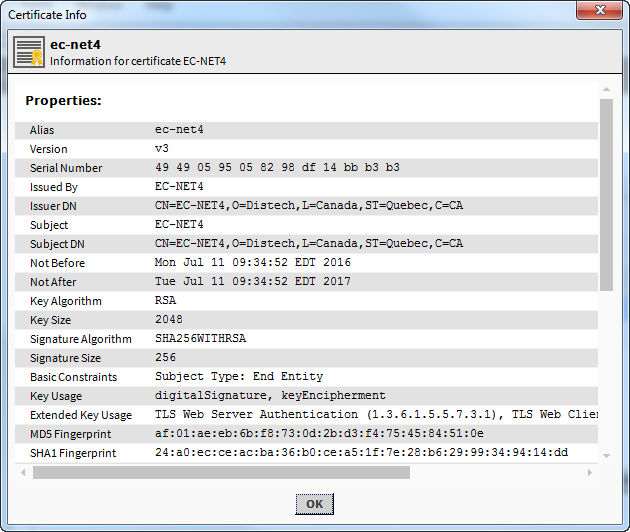 Certificate Info
ec-net4
Information for certificate EC-NET4
Properties:
Alias ec-net4
Version v3
Serial Number 49 49 05 95 05 82 98 df 14 bb b3 b3
Issued By EC-NET4
Issuer DN CN=EC-NET4,O=Distech,L=Canada,ST=Quebec,C=CA
Subject EC-NET4
Subject DN CN=EC-NET4,O=Distech,L=Canada,ST=Quebec,C=CA
Not Before Mon Jul 11 09:34:52 EDT 2016
Not After Tue Jul 11 09:34:52 EDT 2017
Key Algorithm RSA
Key Size 2048
Signature Algorithm SHA256WITHRSA
Signature Size 256
Basic Constraints Subject Type: End Entity
Key Usage digitalSignature, keyEncipherment
Extended Key Usage TLS Web Server Authentication (1.3.6.1.5.5.7.3.1), TLS Web Clie
MD5 Fingerprint af:01:ae:eb:6b:f8:73:0d:2b:d3:f4:75:45:84:51:0e
SHA1 Fingerprint 24:a0:ec:ce:ac:ba:36:b0:ce:a5:1f:7e:28:b6:29:99:34:94:14:dd
OK